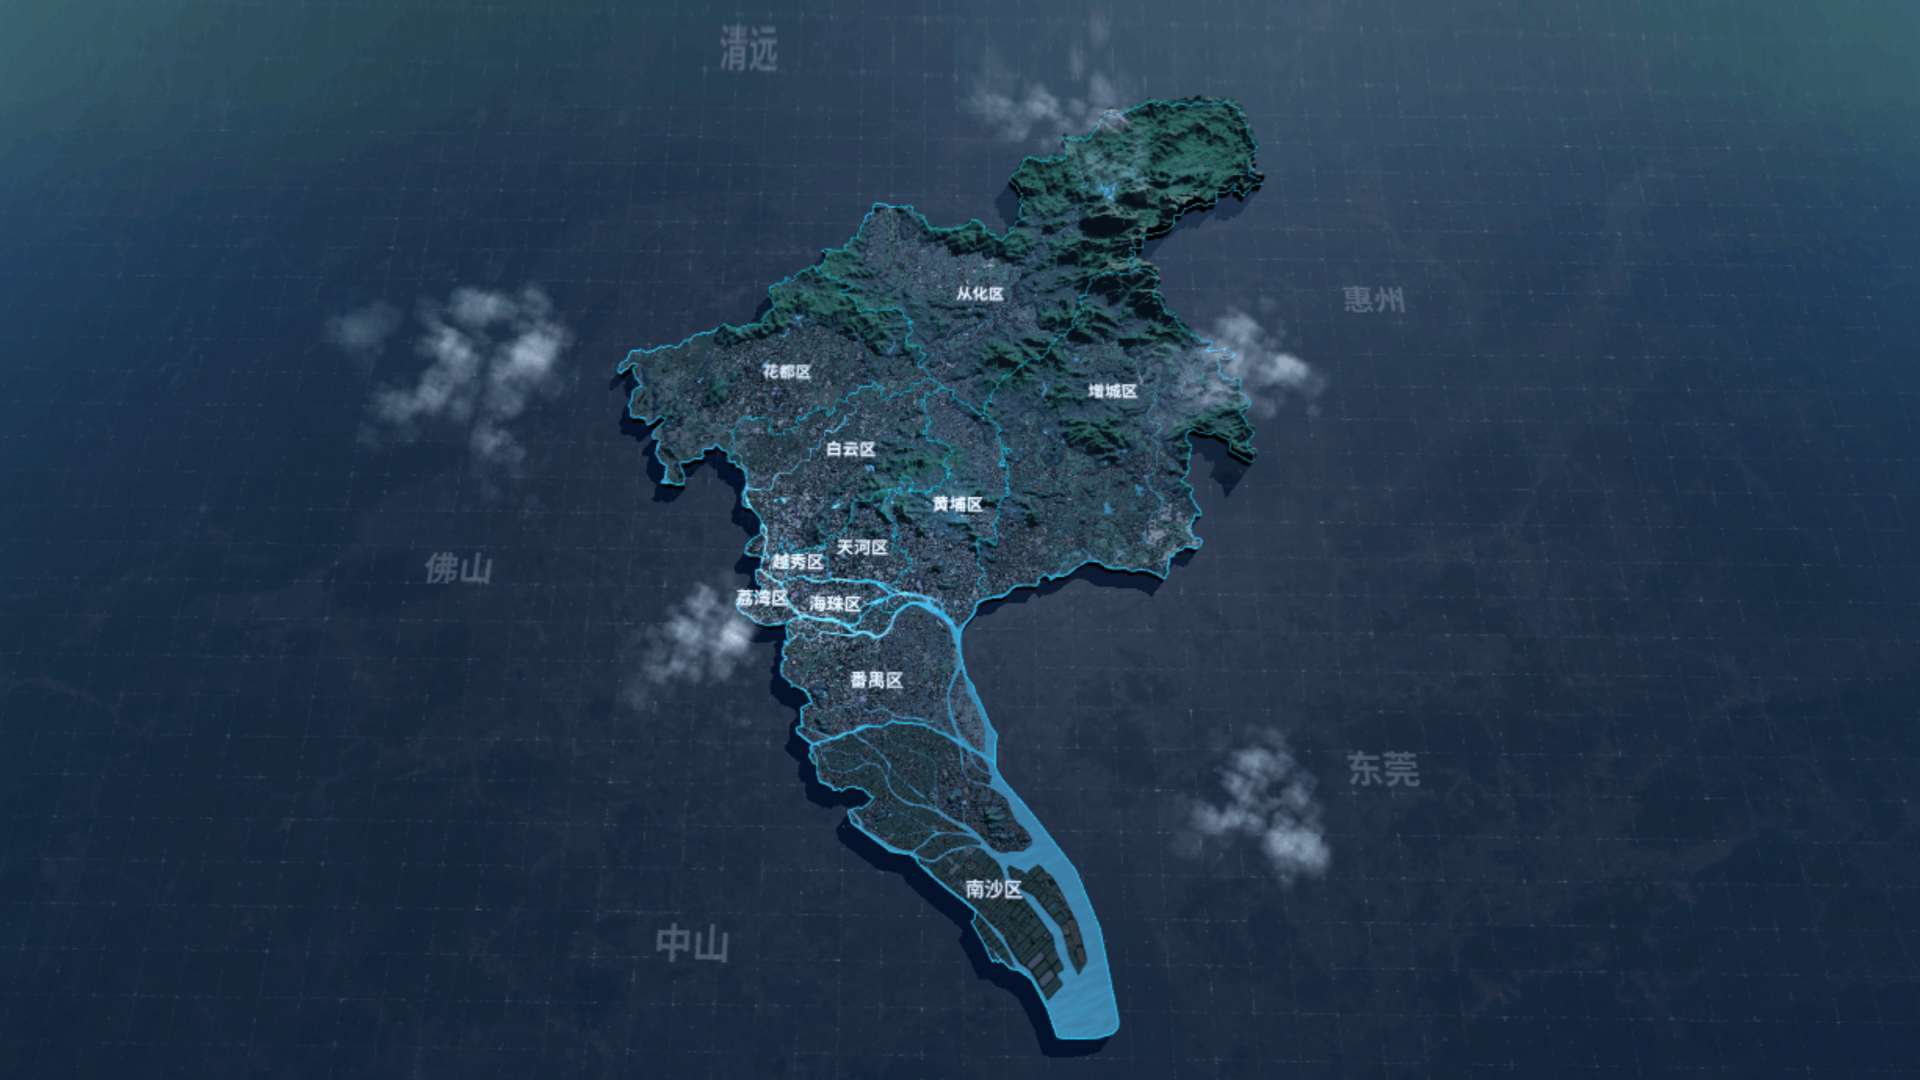 清远
从化区
惠州
花都区
增城区
白云区
黄埔区
天河区
越秀区
佛山
荔湾区
海珠区
番禺区
东莞
南沙区
中山